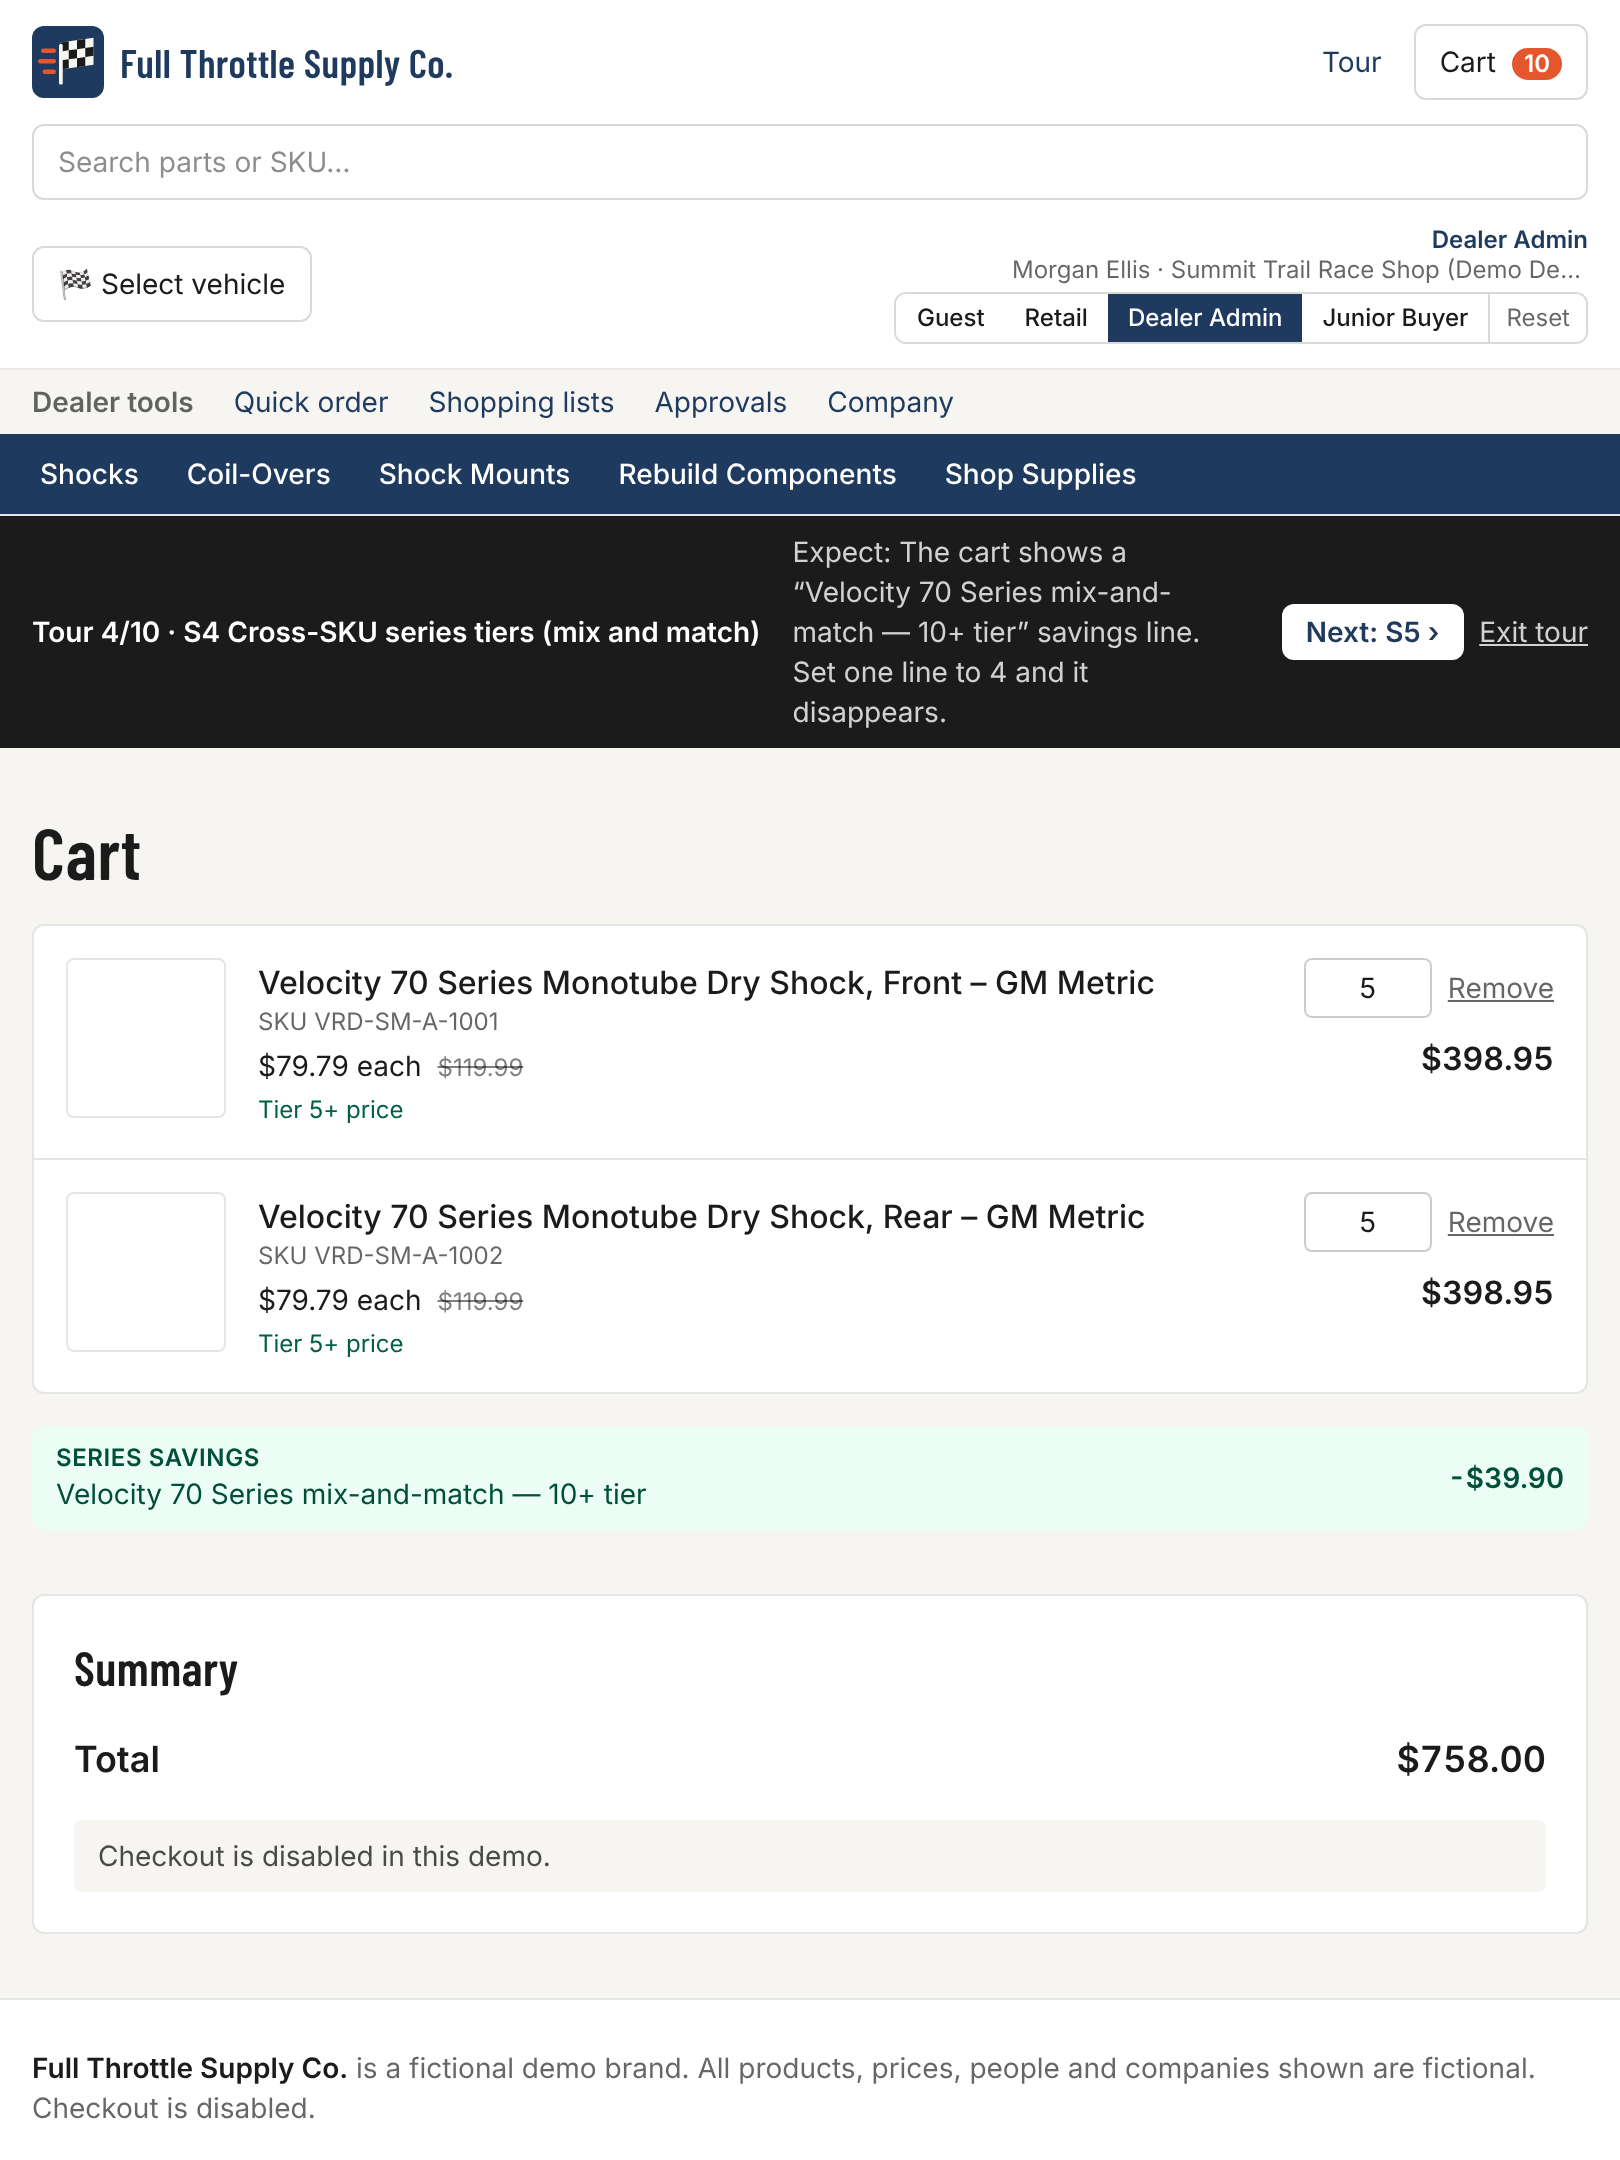 Full Throttle Supply Co.
Tour
Cart 10
Search parts or SKU...
Select vehicle
Dealer Admin
Morgan Ellis · Summit Trail Race Shop (Demo De...
Guest Retail Dealer Admin Junior Buyer Reset
Dealer tools Quick order Shopping lists Approvals Company
Shocks Coil-Overs Shock Mounts Rebuild Components Shop Supplies
Tour 4/10 · S4 Cross-SKU series tiers (mix and match)
Expect: The cart shows a
“Velocity 70 Series mix-and-
match — 10+ tier” savings line.
Set one line to 4 and it
disappears.
Next: S5 ›
Exit tour
Cart
Velocity 70 Series Monotube Dry Shock, Front – GM Metric
SKU VRD-SM-A-1001
$79.79 each $119.99
Tier 5+ price
5 Remove
$398.95
Velocity 70 Series Monotube Dry Shock, Rear – GM Metric
SKU VRD-SM-A-1002
$79.79 each $119.99
Tier 5+ price
5 Remove
$398.95
SERIES SAVINGS
Velocity 70 Series mix-and-match — 10+ tier
-$39.90
Summary
Total $758.00
Checkout is disabled in this demo.
Full Throttle Supply Co. is a fictional demo brand. All products, prices, people and companies shown are fictional.
Checkout is disabled.